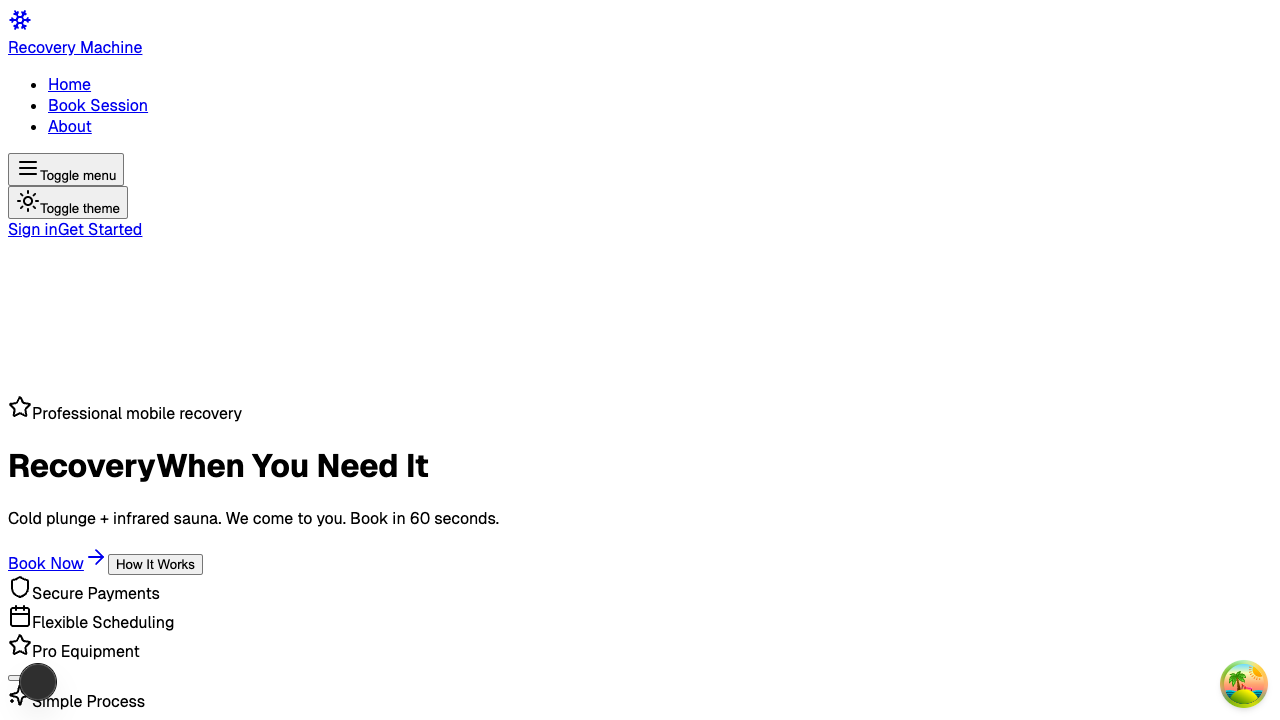 Recovery Machine
Home
Book Session
About
Toggle menu
Toggle theme
Sign inGet Started
Professional mobile recovery
RecoveryWhen You Need It
Cold plunge + infrared sauna. We come to you. Book in 60 seconds.
Book Now How It Works
Secure Payments
Flexible Scheduling
Pro Equipment
Simple Process